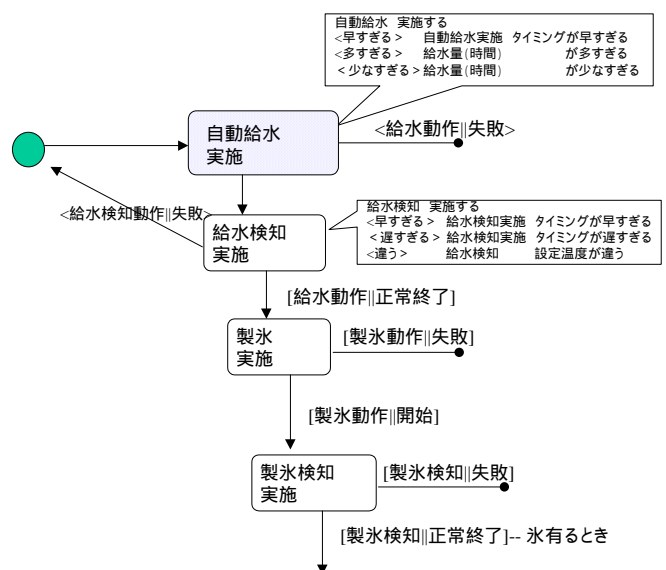 自動給水 実施する
<早すぎる> 自動給水実施 タイミングが早すぎる
<多すぎる> 給水量(時間) が多すぎる
<少なすぎる>給水量(時間) が少なすぎる
自動給水
実施
<給水動作||失敗>
<給水検知動作||失敗>
給水検知
実施
給水検知 実施する
<早すぎる> 給水検知実施 タイミングが早すぎる
<遅すぎる> 給水検知実施 タイミングが遅すぎる
<違う> 給水検知 設定温度が違う
[給水動作||正常終了]
製氷
実施
[製氷動作||失敗]
[製氷動作||開始]
製氷検知
実施
[製氷検知||失敗]
[製氷検知||正常終了]-- 氷有るとき